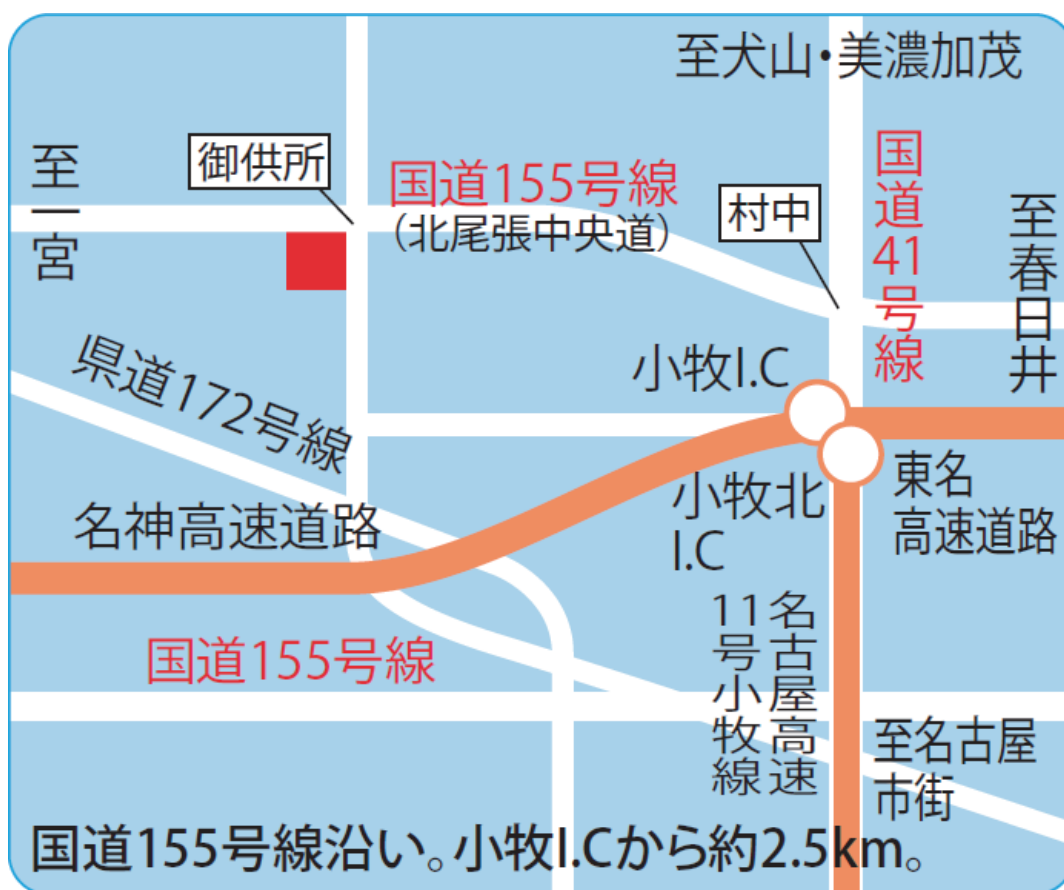 至犬山・美濃加茂
至一宮
御供所
国道155号線
（北尾張中央道）
村中
国道41号線
至春日井
県道172号線
小牧I.C
名神高速道路
小牧北
I.C
東名
高速道路
名古屋高速
11号小牧線
国道155号線
至名古屋
市街
国道155号線沿い。小牧I.Cから約2.5km。